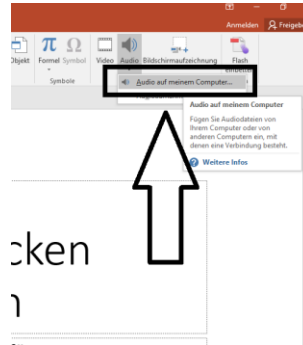 Anmelden Freigeb
Objekt Formel Symbol Video Audio Bildschirmaufzeichnung Flash
Symbole
Audio auf meinem Computer...
Audio auf meinem Computer
Fügen Sie Audiodateien von
Ihrem Computer oder von
anderen Computern ein, mit
denen eine Verbindung besteht.
Weitere Infos
cken
n